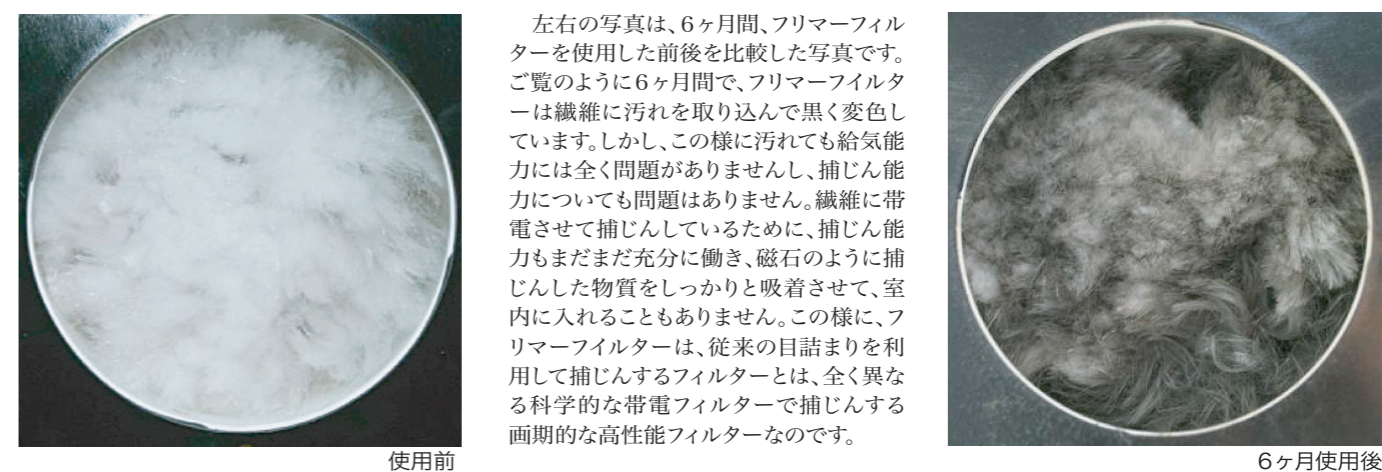 左右の写真は、6ヶ月間、フリマーフィル
ターを使用した前後を比較した写真です。
ご覧のように6ヶ月間で、フリマーフイルタ
ーは繊維に汚れを取り込んで黒く変色し
ています。しかし、この様に汚れても給気能
力には全く問題がありませんし、捕じん能
力についても問題はありません。繊維に帯
電させて捕じんしているために、捕じん能
力もまだまだ充分に働き、磁石のように捕
じんした物質をしっかりと吸着させて、室
内に入れることもありません。この様に、フ
リマーフイルターは、従来の目詰まりを利
用して捕じんするフィルターとは、全く異な
る科学的な帯電フィルターで捕じんする
画期的な高性能フィルターなのです。
使用前
6ヶ月使用後